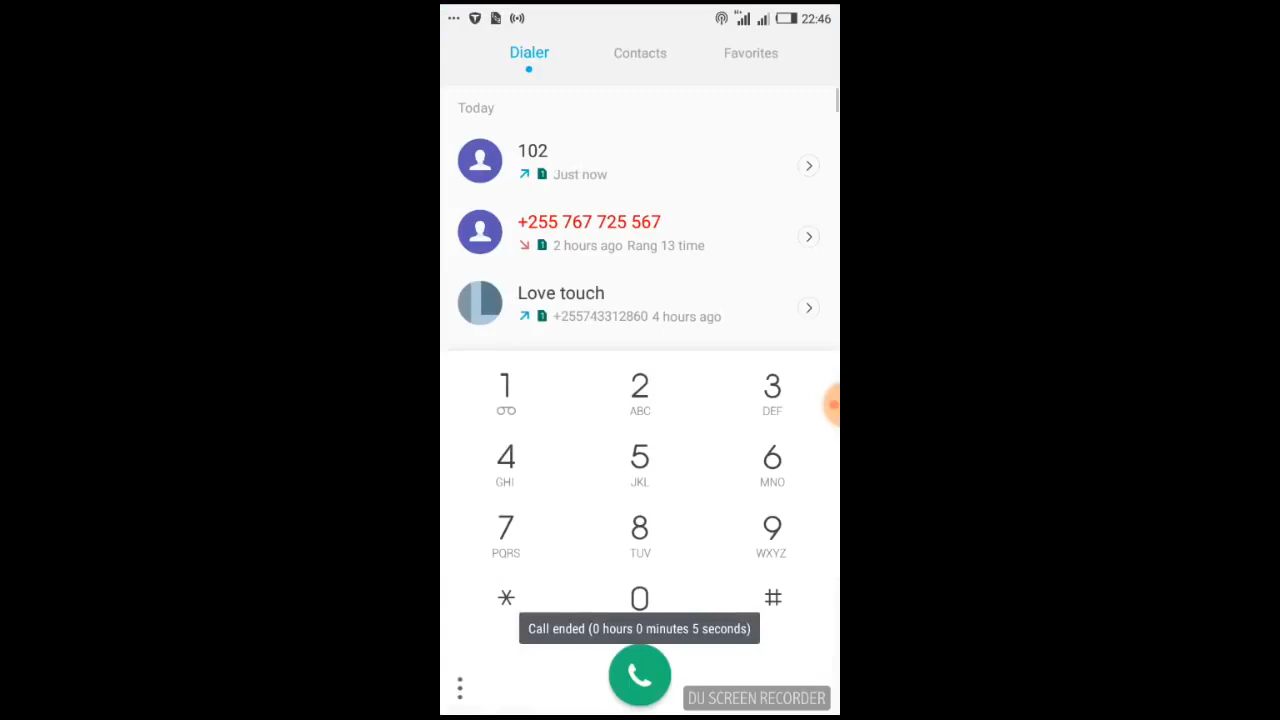 22:46
Dialer Contacts Favorites
Today
102
Just now
+255 767 725 567
2 hours ago Rang 13 time
Love touch
+255743312860 4 hours ago
1 2 3
ABC DEF
4 5 6
GHI JKL MNO
7 8 9
PQRS TUV WXYZ
* 0 #
Call ended (0 hours 0 minutes 5 seconds)
DU SCREEN RECORDER